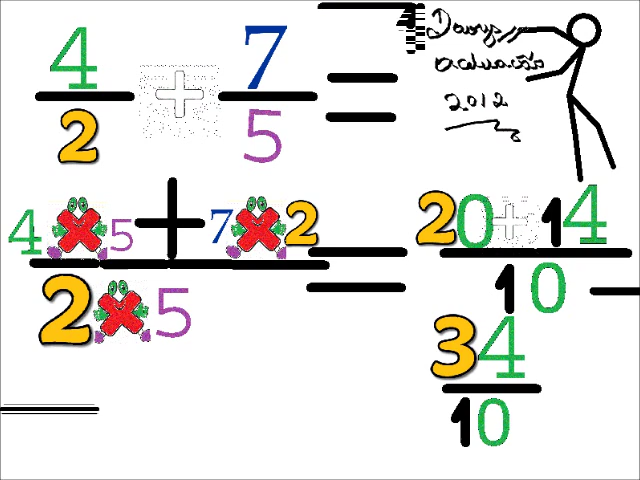 4/2 + 7/5 =
2012
4 × 5 + 7 × 2 / 2 × 5 =
20 + 14 / 10
34 / 10